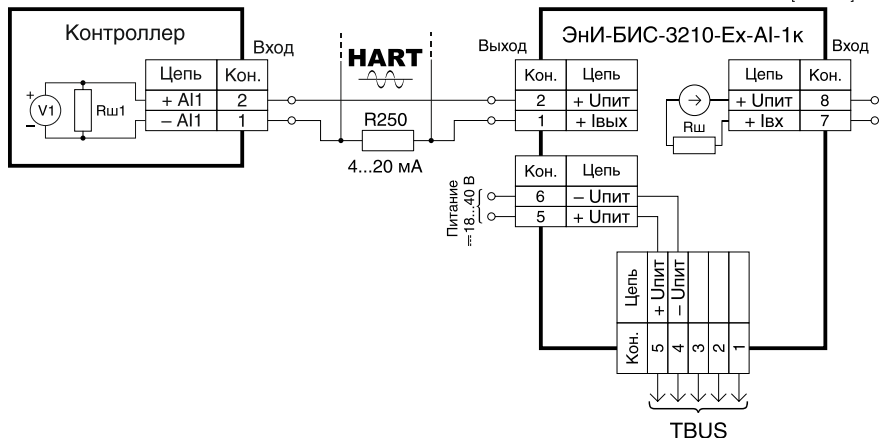 Контроллер
Вход
Цепь Кон.
+ AI1 2
– AI1 1
+
V1
–
Rш1
HART
R250
4...20 мА
ЭнИ-БИС-3210-Ex-AI-1к
Выход
Кон. Цепь
2 + Uпит
1 + Iвых
Вход
Цепь Кон.
+ Uпит 8
+ Iвх 7
Rш
Питание
18...40 В
Кон. Цепь
6 – Uпит
5 + Uпит
Цепь + Uпит – Uпит
Кон. 5 4 3 2 1
TBUS